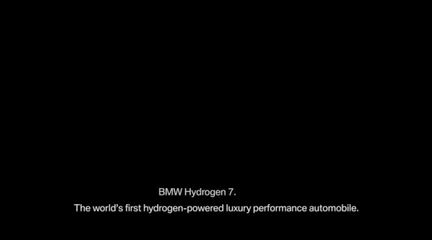 BMW Hydrogen 7.
The world's first hydrogen-powered luxury performance automobile.